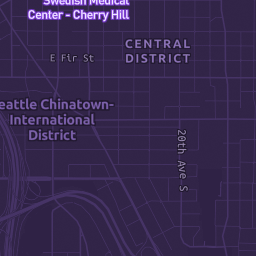 Swedish Medical
Center - Cherry Hill
CENTRAL
DISTRICT
E Fir St
eattle Chinatown-
International
District
20th Ave S